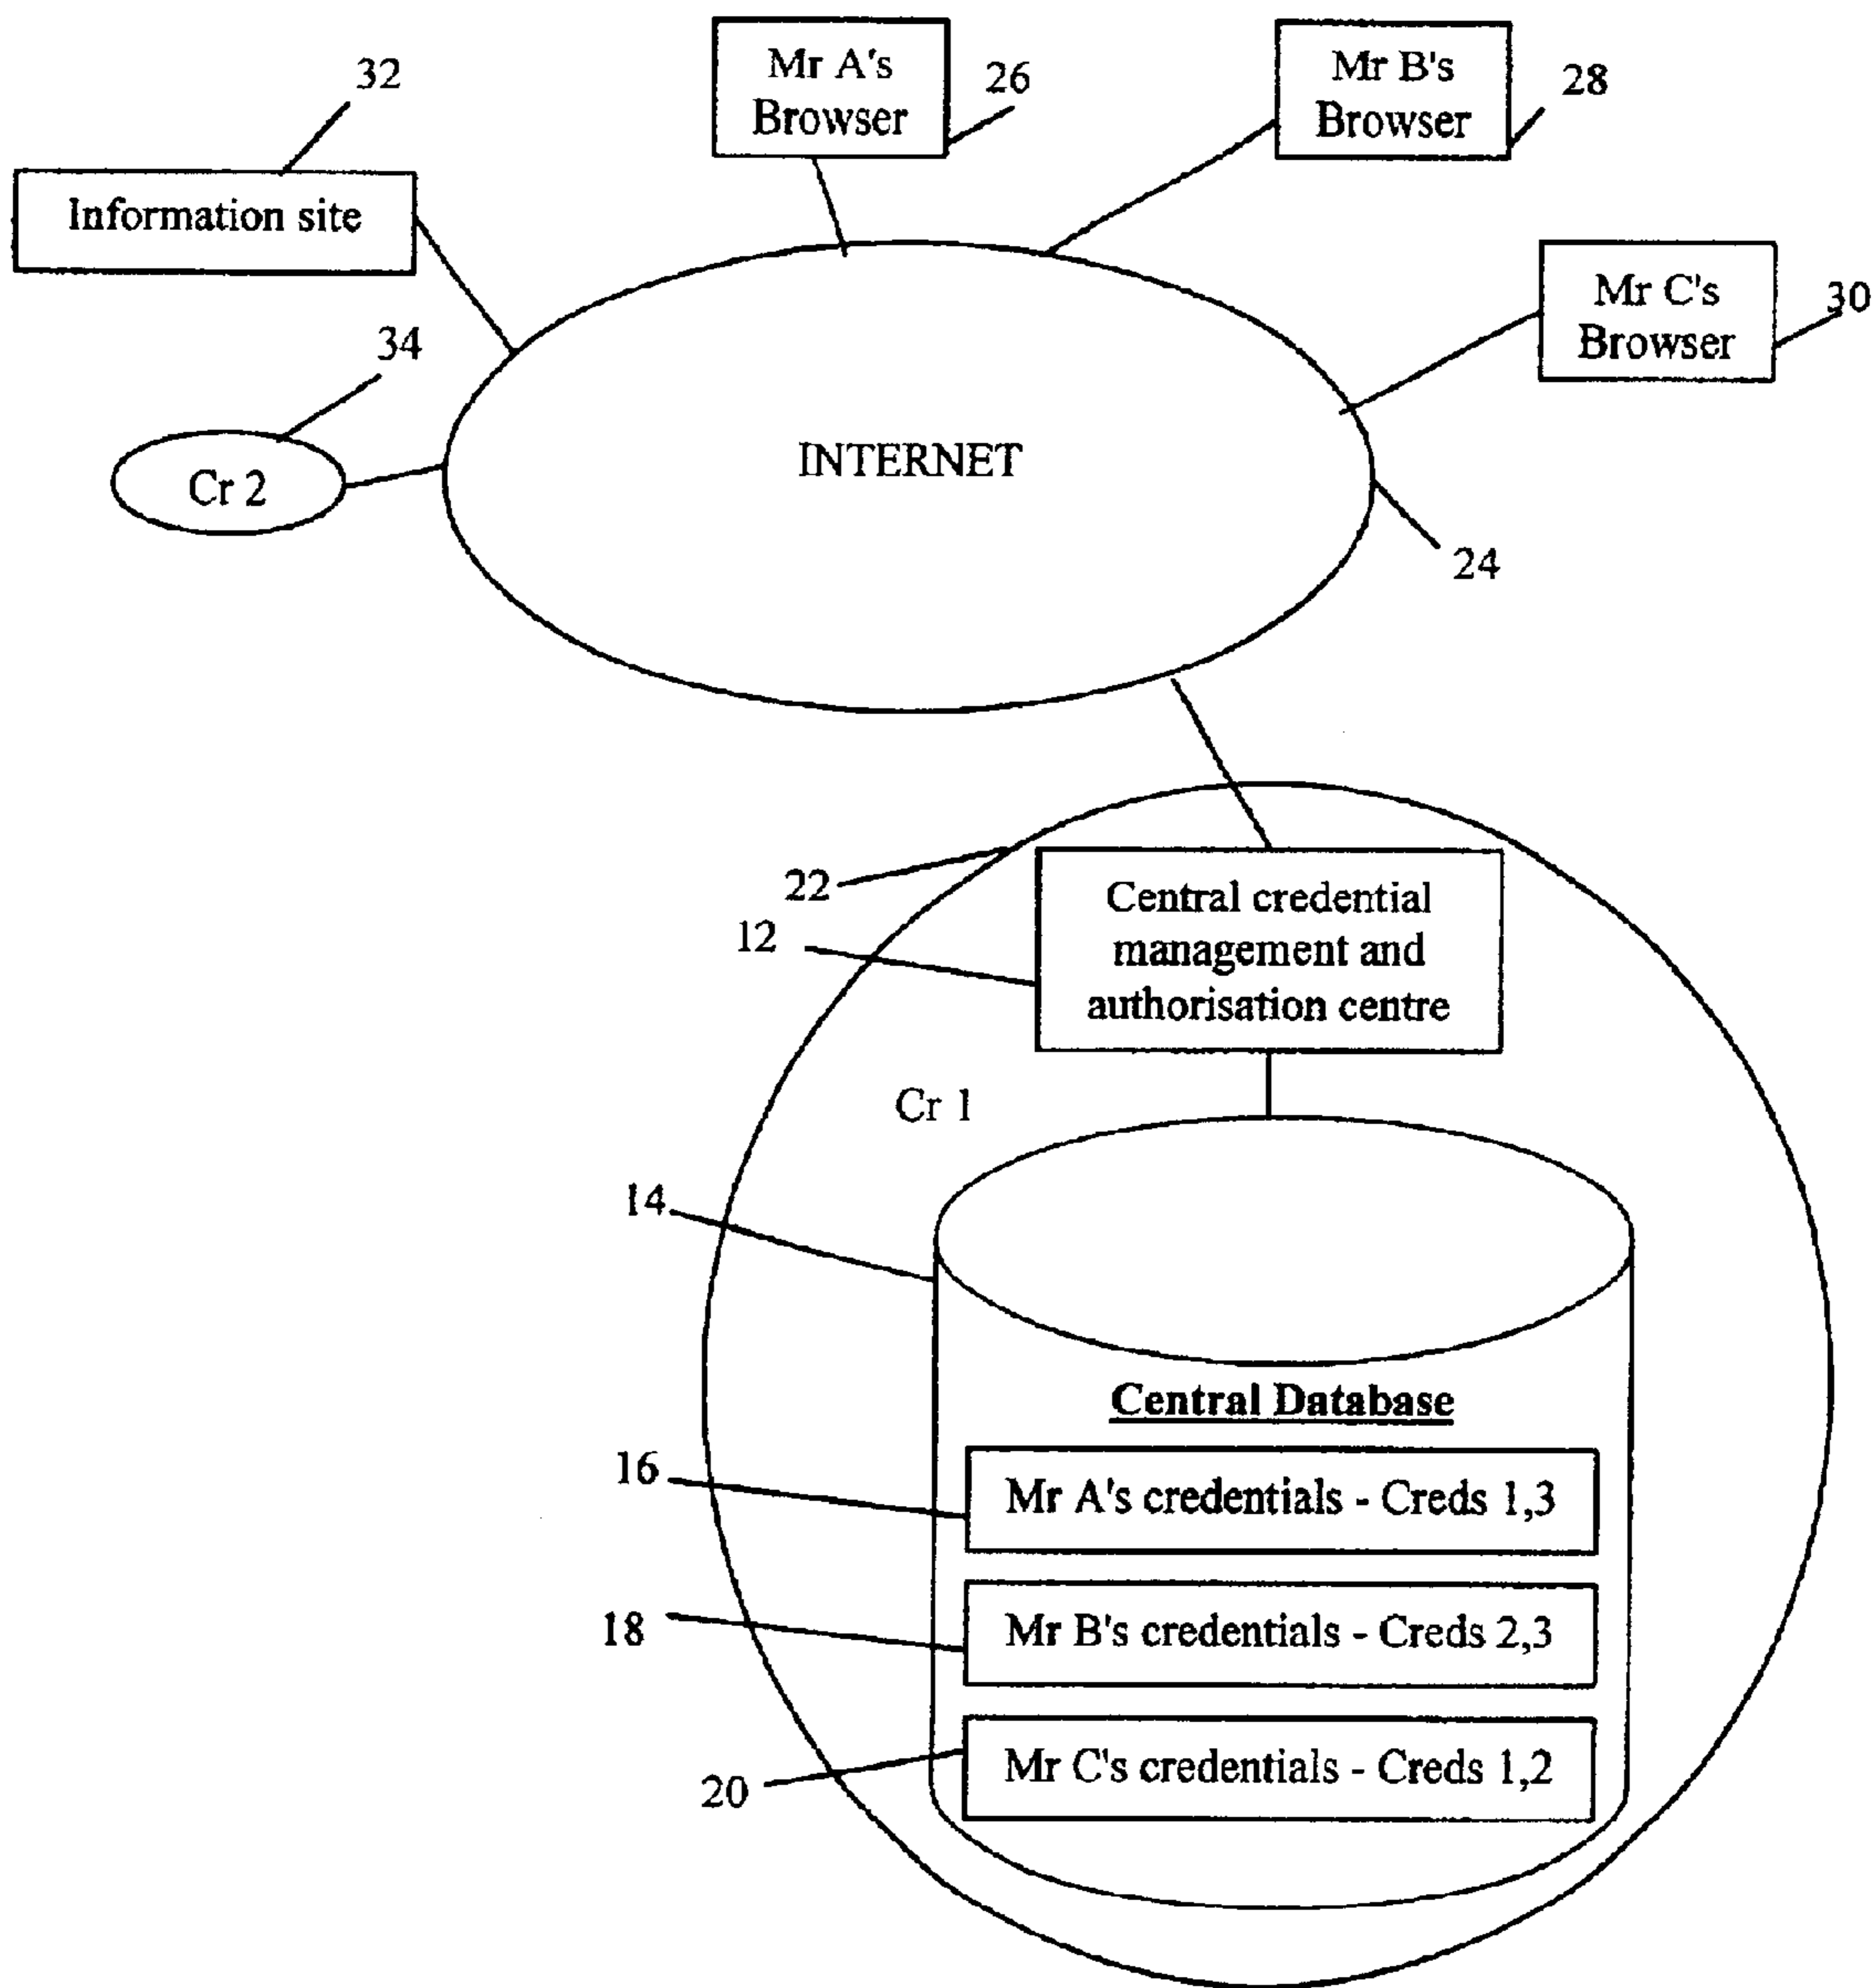 Mr A's
Browser
26
Mr B's
Browser
28
32
Information site
Mr C's
Browser
30
34
Cr 2
INTERNET
24
22
Central credential
management and
authorisation centre
12
Cr 1
14
Central Database
16
Mr A's credentials - Creds 1,3
18
Mr B's credentials - Creds 2,3
20
Mr C's credentials - Creds 1,2